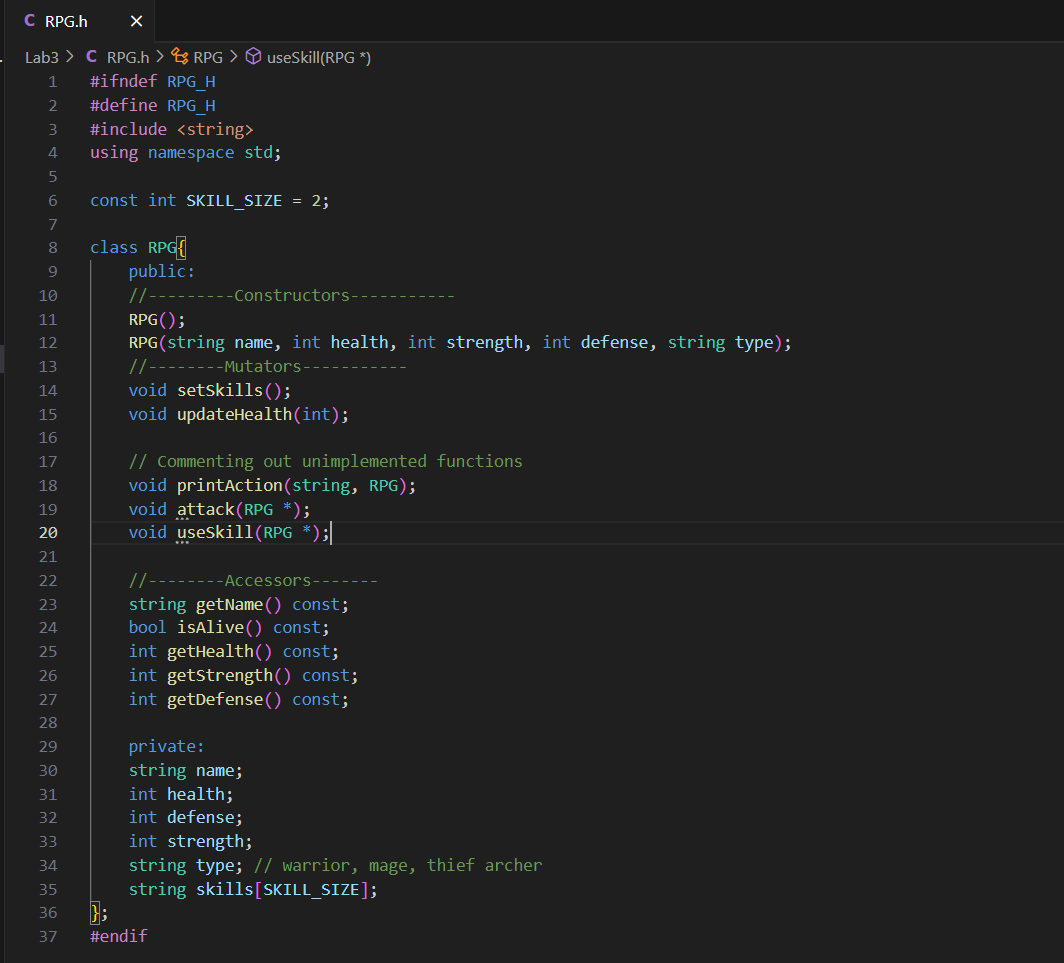 C RPG.h ×
Lab3 > C RPG.h > RPG > useSkill(RPG *)
1 #ifndef RPG_H
2 #define RPG_H
3 #include <string>
4 using namespace std;
5
6 const int SKILL_SIZE = 2;
7
8 class RPG{
9     public:
10     //---------Constructors-----------
11     RPG();
12     RPG(string name, int health, int strength, int defense, string type);
13     //--------Mutators-----------
14     void setSkills();
15     void updateHealth(int);
16
17     // Commenting out unimplemented functions
18     void printAction(string, RPG);
19     void attack(RPG *);
20     void useSkill(RPG *);
21
22     //--------Accessors-------
23     string getName() const;
24     bool isAlive() const;
25     int getHealth() const;
26     int getStrength() const;
27     int getDefense() const;
28
29     private:
30     string name;
31     int health;
32     int defense;
33     int strength;
34     string type; // warrior, mage, thief archer
35     string skills[SKILL_SIZE];
36 };
37 #endif